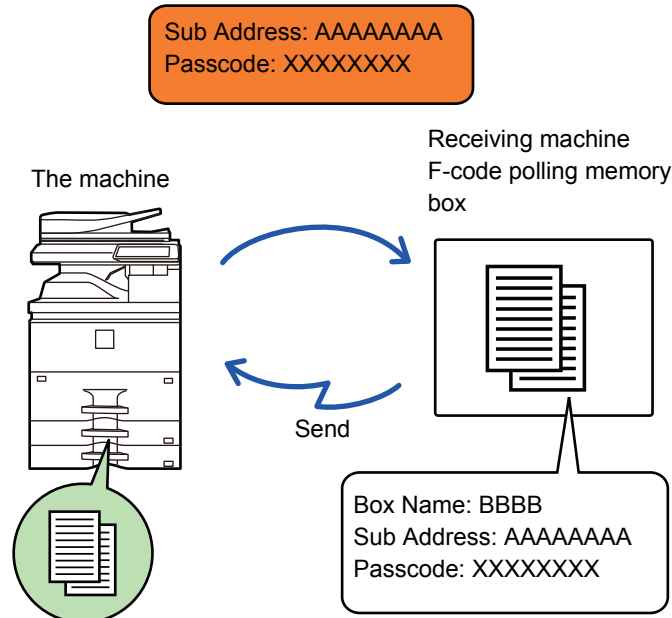 Sub Address: AAAAAAAA
Passcode: XXXXXXXX
Receiving machine
F-code polling memory
box
The machine
Send
Box Name: BBBB
Sub Address: AAAAAAAA
Passcode: XXXXXXXX